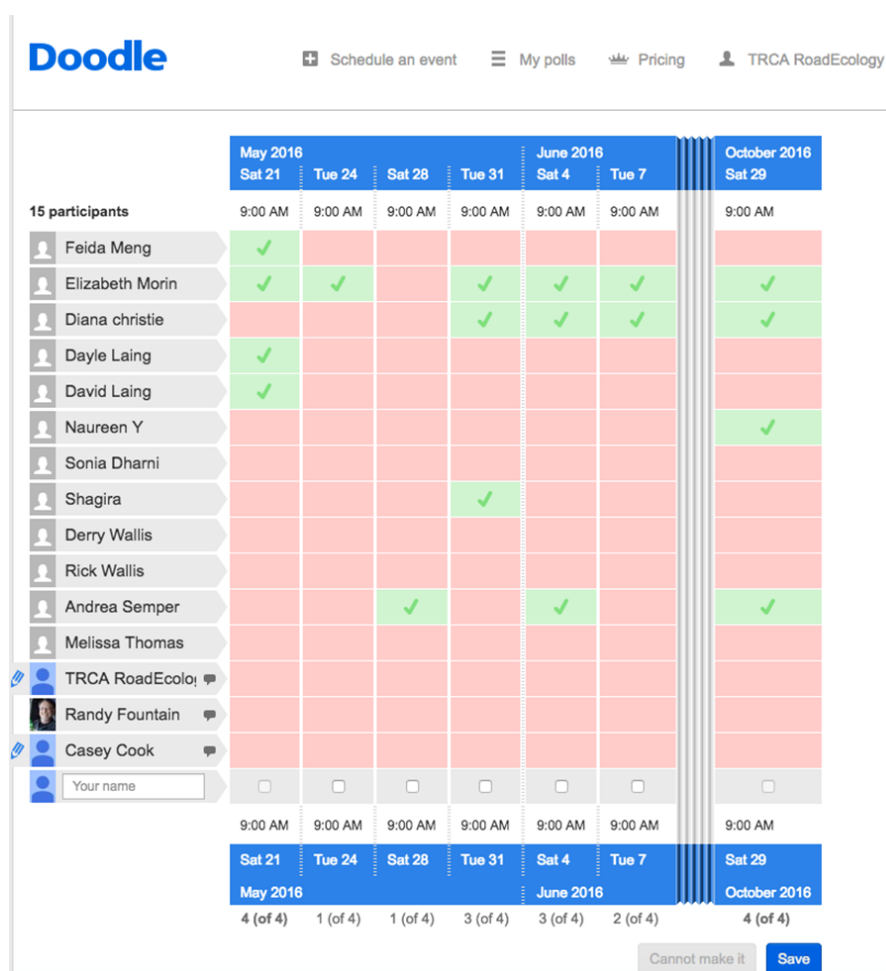 Doodle
Schedule an event My polls Pricing TRCA RoadEcology
May 2016 June 2016 October 2016
Sat 21 Tue 24 Sat 28 Tue 31 Sat 4 Tue 7 Sat 29
15 participants 9:00 AM 9:00 AM 9:00 AM 9:00 AM 9:00 AM 9:00 AM 9:00 AM
Feida Meng
Elizabeth Morin
Diana christie
Dayle Laing
David Laing
Naureen Y
Sonia Dharni
Shagira
Derry Wallis
Rick Wallis
Andrea Semper
Melissa Thomas
TRCA RoadEcolo
Randy Fountain
Casey Cook
Your name
9:00 AM 9:00 AM 9:00 AM 9:00 AM 9:00 AM 9:00 AM 9:00 AM
Sat 21 Tue 24 Sat 28 Tue 31 Sat 4 Tue 7 Sat 29
May 2016 June 2016 October 2016
4 (of 4) 1 (of 4) 1 (of 4) 3 (of 4) 3 (of 4) 2 (of 4) 4 (of 4)
Cannot make it Save